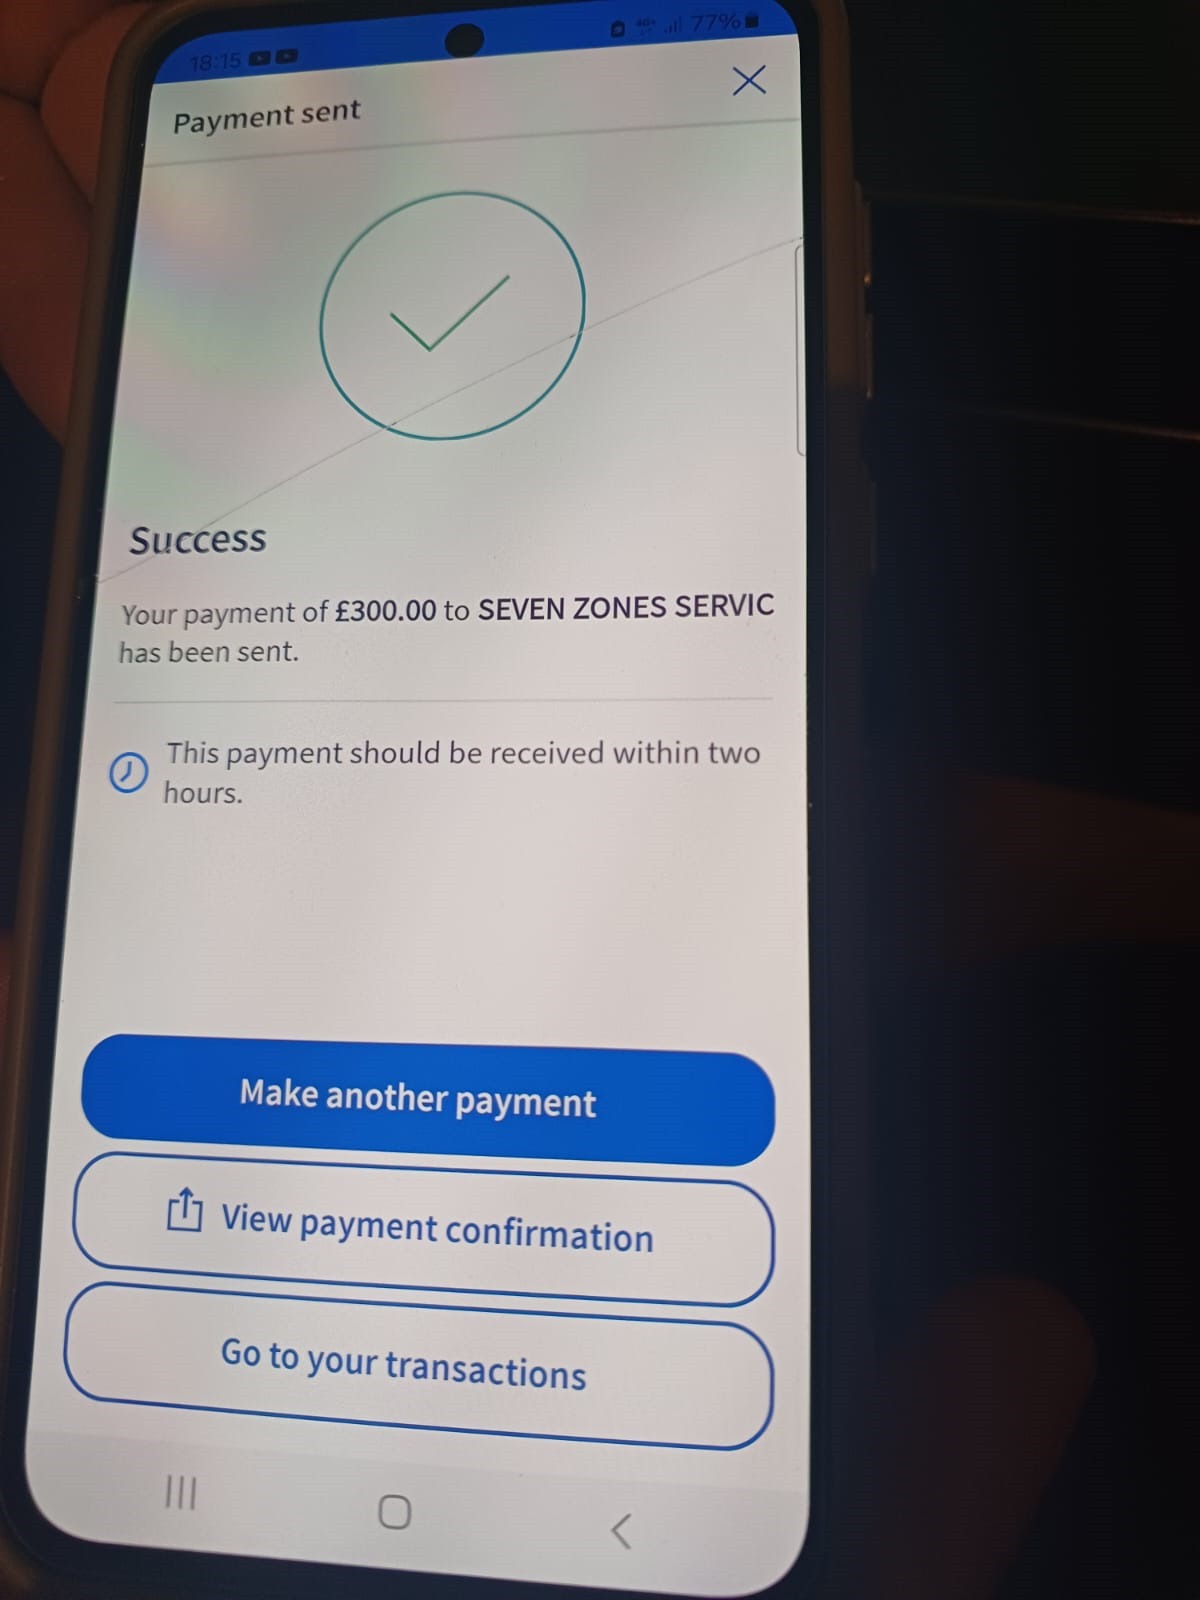 18:15 4G+ 77%
Payment sent
Success
Your payment of £300.00 to SEVEN ZONES SERVIC
has been sent.
This payment should be received within two
hours.
Make another payment
View payment confirmation
Go to your transactions